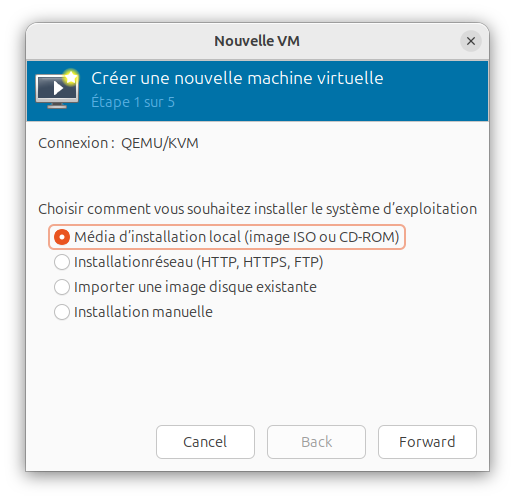 Nouvelle VM
Créer une nouvelle machine virtuelle
Étape 1 sur 5
Connexion : QEMU/KVM
Choisir comment vous souhaitez installer le système d’exploitation
Média d’installation local (image ISO ou CD-ROM)
Installationréseau (HTTP, HTTPS, FTP)
Importer une image disque existante
Installation manuelle
Cancel Back Forward